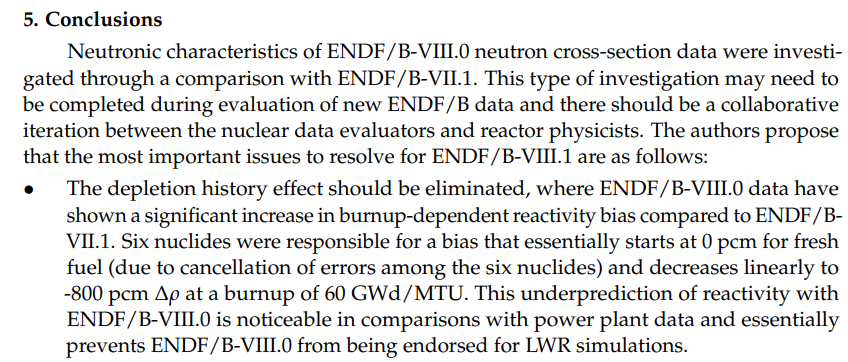 5. Conclusions
Neutronic characteristics of ENDF/B-VIII.0 neutron cross-section data were investi-
gated through a comparison with ENDF/B-VII.1. This type of investigation may need to
be completed during evaluation of new ENDF/B data and there should be a collaborative
iteration between the nuclear data evaluators and reactor physicists. The authors propose
that the most important issues to resolve for ENDF/B-VIII.1 are as follows:
• The depletion history effect should be eliminated, where ENDF/B-VIII.0 data have
shown a significant increase in burnup-dependent reactivity bias compared to ENDF/B-
VII.1. Six nuclides were responsible for a bias that essentially starts at 0 pcm for fresh
fuel (due to cancellation of errors among the six nuclides) and decreases linearly to
-800 pcm Δρ at a burnup of 60 GWd/MTU. This underprediction of reactivity with
ENDF/B-VIII.0 is noticeable in comparisons with power plant data and essentially
prevents ENDF/B-VIII.0 from being endorsed for LWR simulations.